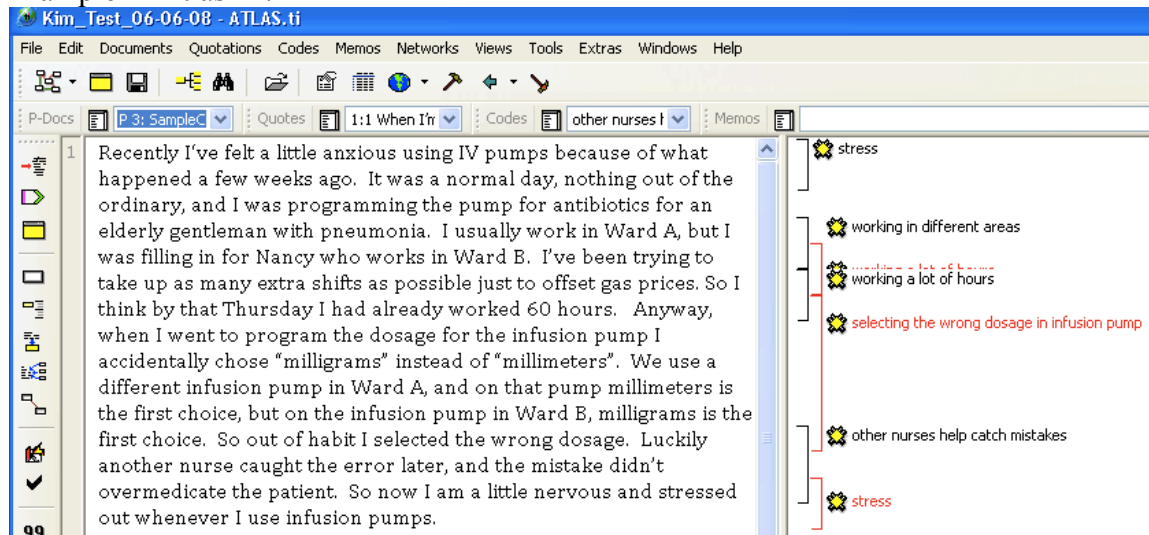 Kim_Test_06-06-08 - ATLAS.ti
File Edit Documents Quotations Codes Memos Networks Views Tools Extras Windows Help
P-Docs P 3: SampleC Quotes 1:1 When I'm Codes other nurses h Memos
1 Recently I've felt a little anxious using IV pumps because of what
happened a few weeks ago. It was a normal day, nothing out of the
ordinary, and I was programming the pump for antibiotics for an
elderly gentleman with pneumonia. I usually work in Ward A, but I
was filling in for Nancy who works in Ward B. I've been trying to
take up as many extra shifts as possible just to offset gas prices. So I
think by that Thursday I had already worked 60 hours. Anyway,
when I went to program the dosage for the infusion pump I
accidentally chose “milligrams” instead of “millimeters”. We use a
different infusion pump in Ward A, and on that pump millimeters is
the first choice, but on the infusion pump in Ward B, milligrams is the
first choice. So out of habit I selected the wrong dosage. Luckily
another nurse caught the error later, and the mistake didn't
overmedicate the patient. So now I am a little nervous and stressed
out whenever I use infusion pumps.
stress
working in different areas
working a lot of hours
selecting the wrong dosage in infusion pump
other nurses help catch mistakes
stress